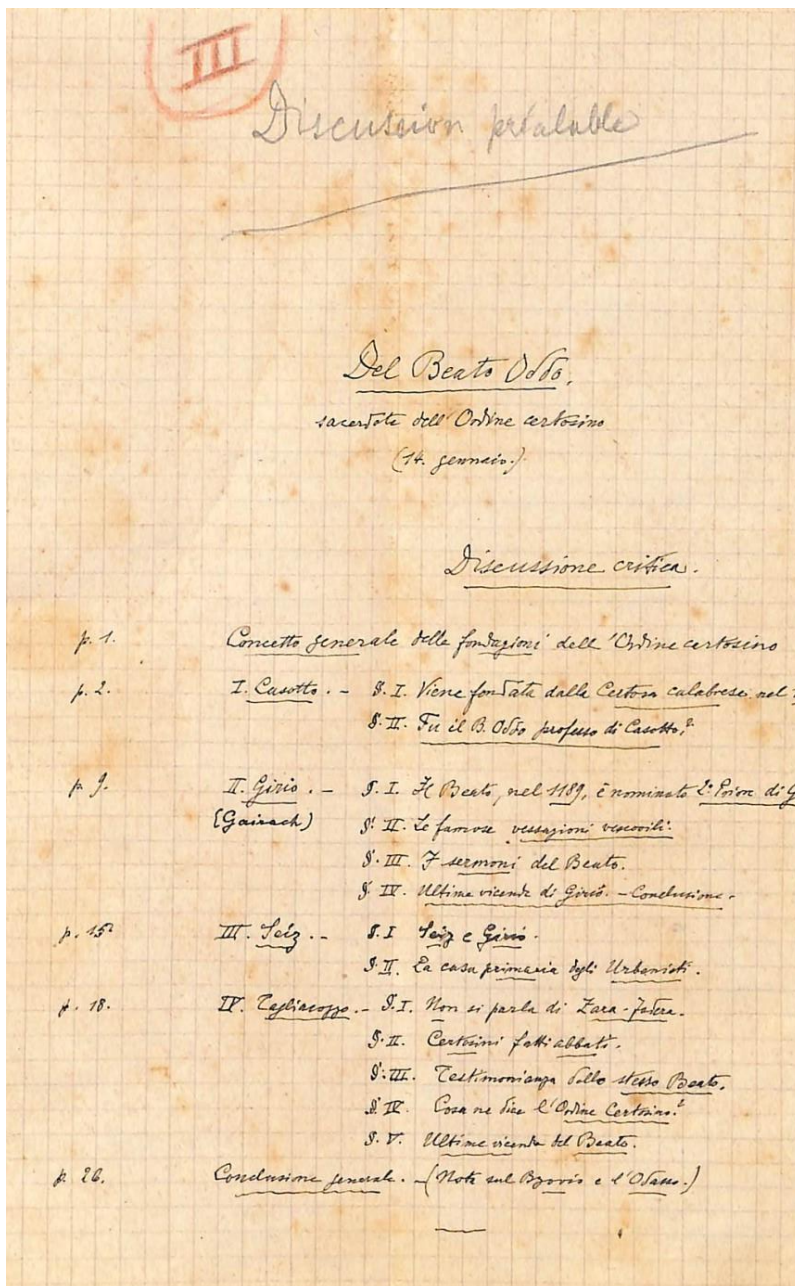 III
Discussion préalable
Del Beato Oddo,
sacerdote dell'Ordine certosino
(14. gennaio.)
Discussione critica.
p. 1. Concetto generale delle fondazioni dell'Ordine certosino
p. 2. I. Casotto. - §. I. Viene fondata dalla Certosa calabrese nel
§. II. Fu il B. Oddo professo di Casotto?
p. 9. II. Girio. - §. I. Il Beato, nel 1189, è nominato 2º Priore di G
(Gairach) §. II. Le famose vessazioni vescovili.
§. III. I sermoni del Beato.
§. IV. Ultime vicende di Girio. - Conclusione.
p. 15 III. Seiz. - §. I Seiz e Girio.
§. II. La casa primaria degli Urbanisti.
p. 18. IV. Tagliacozzo. - §. I. Non si parla di Zara-Jadera.
§. II. Certosini fatti abbati.
§. III. Testimonianza dello stesso Beato.
§. IV. Cosa ne dice l'Ordine Certosino?
§. V. Ultime vicende del Beato.
p. 26. Conclusione generale. - (Note sul Bzovio e l'Odasso.)